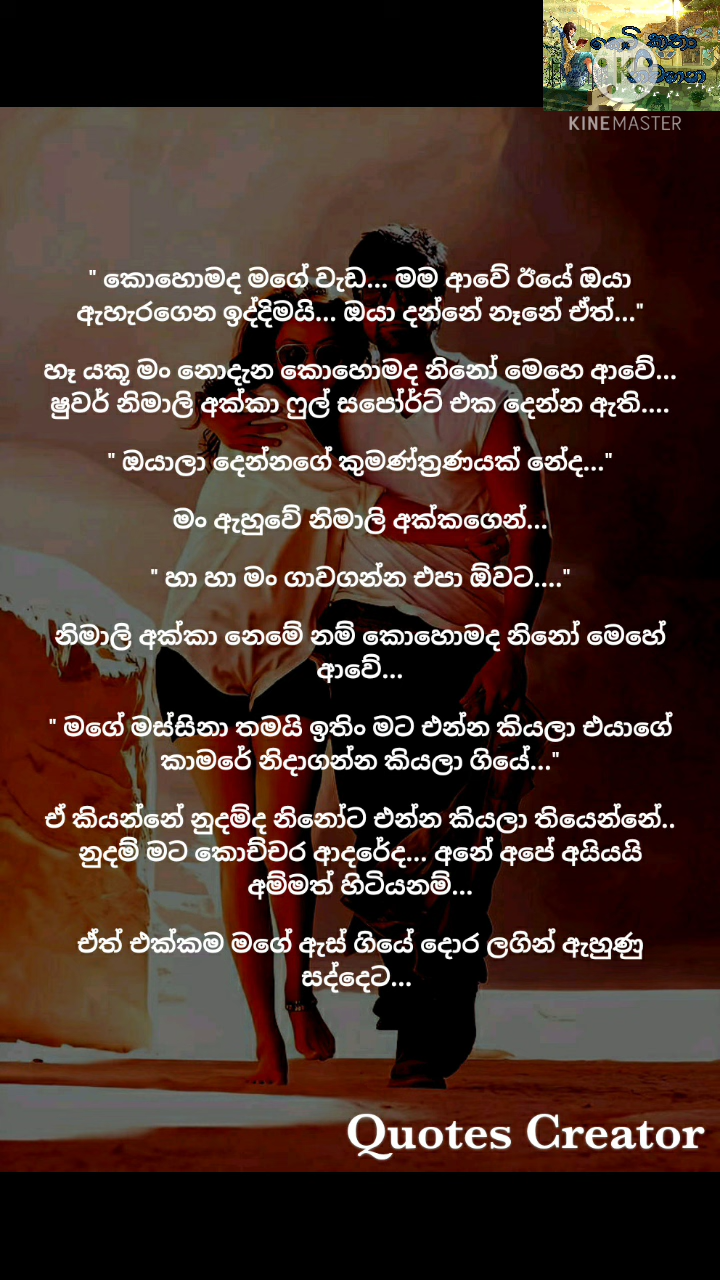 KINEMASTER
" කොහොමද මගේ වැඩ... මම ආවේ ඊයේ ඔයා
ඇහැරගෙන ඉද්දිමයි... ඔයා දන්නේ නෑනේ ඒත්..."
හෑ යකූ මං නොදැන කොහොමද නිනෝ මෙහෙ ආවේ...
ෂුවර් නිමාලි අක්කා ෆුල් සපෝර්ට් එක දෙන්න ඇති....
" ඔයාලා දෙන්නගේ කුමණ්ත්‍රණයක් නේද..."
මං ඇහුවේ නිමාලි අක්කගෙන්...
" හා හා මං ගාවගන්න එපා ඕවට...."
නිමාලි අක්කා නෙමේ නම් කොහොමද නිනෝ මෙහේ
ආවේ...
" මගේ මස්සිනා තමයි ඉතිං මට එන්න කියලා එයාගේ
කාමරේ නිදාගන්න කියලා ගියේ..."
ඒ කියන්නේ නුදම්ද නිනෝට එන්න කියලා තියෙන්නේ..
නුදම් මට කොච්චර ආදරේද... අනේ අපේ අයියයි
අම්මත් හිටියනම්...
ඒත් එක්කම මගේ ඇස් ගියේ දොර ලගින් ඇහුණු
සද්දෙට...
Quotes Creator